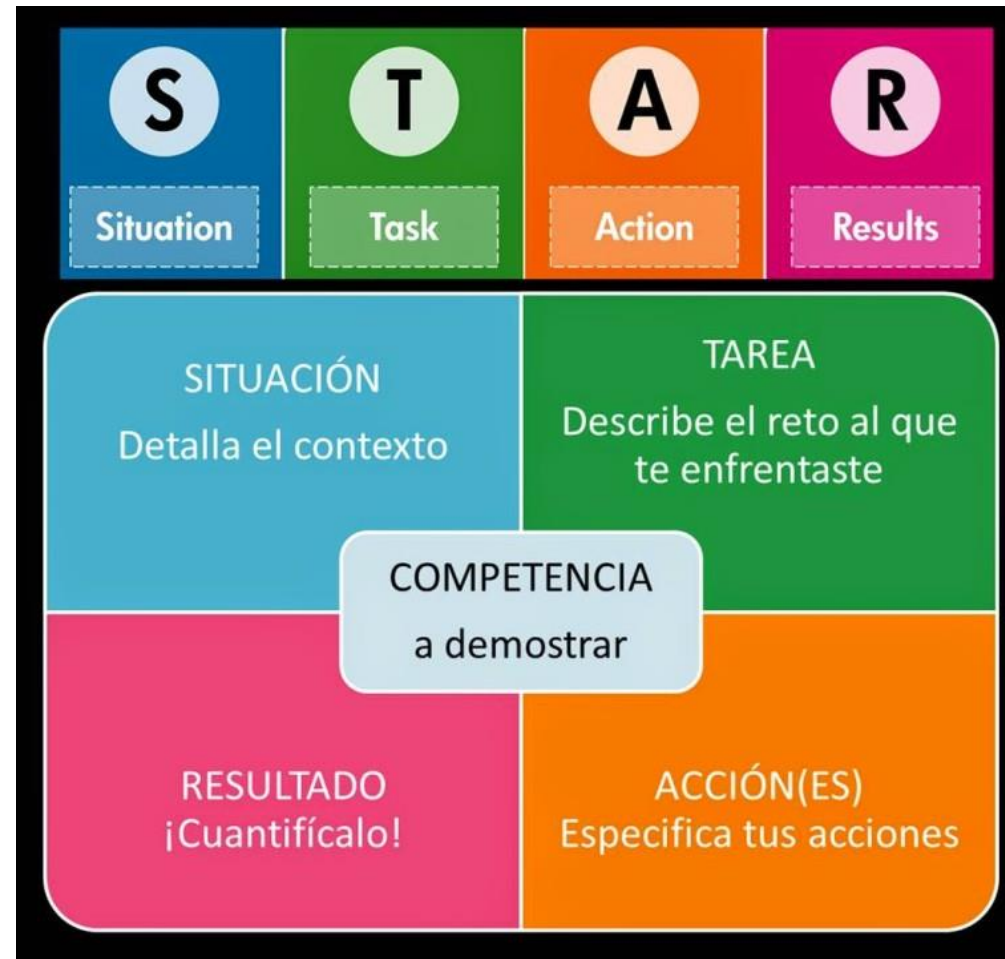 S
T
A
R
Situation
Task
Action
Results
SITUACIÓN
Detalla el contexto
TAREA
Describe el reto al que
te enfrentaste
COMPETENCIA
a demostrar
RESULTADO
¡Cuantifícalo!
ACCIÓN(ES)
Especifica tus acciones